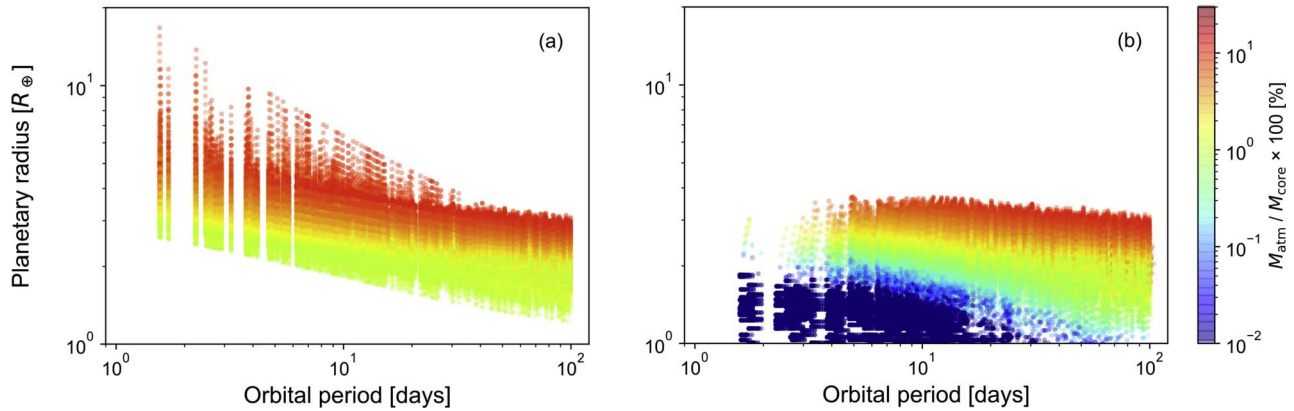 (a)
Planetary radius [R⊕]
10¹
10⁰
10⁰
10¹
10²
Orbital period [days]
(b)
10¹
10⁰
10⁰
10¹
10²
Orbital period [days]
10¹
10⁰
10⁻¹
10⁻²
M_atm / M_core × 100 [%]